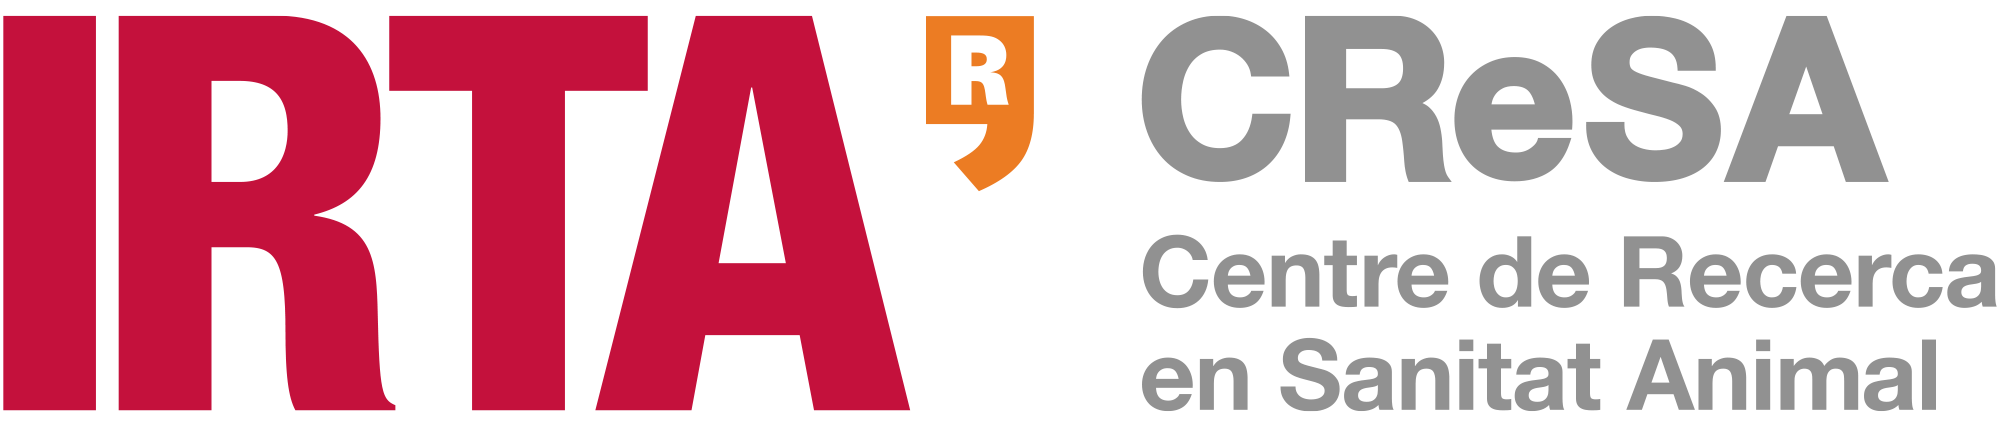 IRTA
R
CReSA
Centre de Recerca
en Sanitat Animal